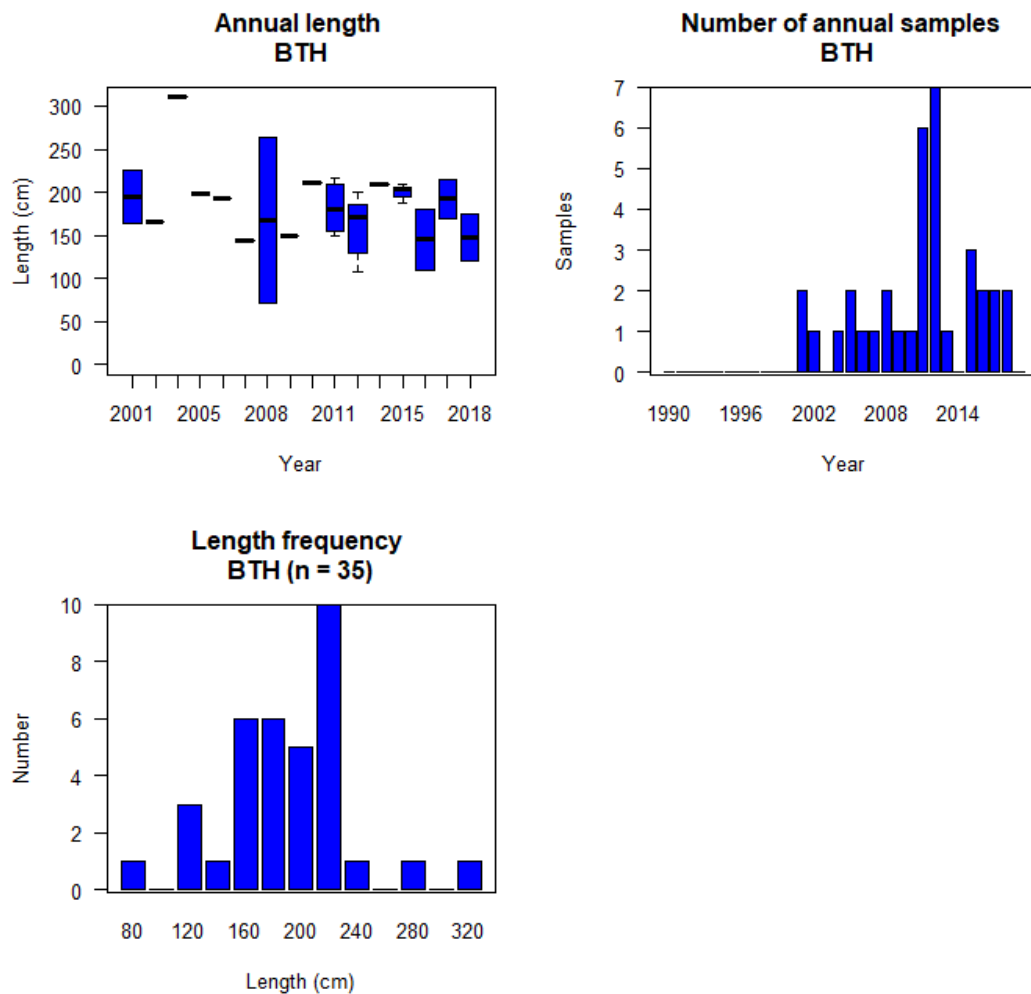 Annual length
BTH
Length (cm)
300
250
200
150
100
50
0
2001 2005 2008 2011 2015 2018
Year
Number of annual samples
BTH
Samples
7
6
5
4
3
2
1
0
1990 1996 2002 2008 2014
Year
Length frequency
BTH (n = 35)
Number
10
8
6
4
2
0
80 120 160 200 240 280 320
Length (cm)